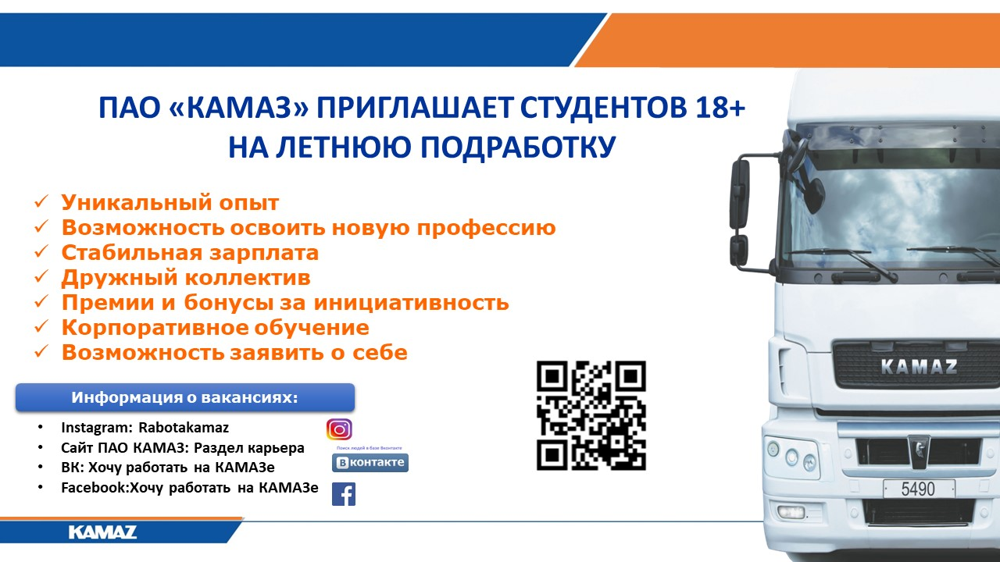 ПАО «КАМАЗ» ПРИГЛАШАЕТ СТУДЕНТОВ 18+
НА ЛЕТНЮЮ ПОДРАБОТКУ
Уникальный опыт
Возможность освоить новую профессию
Стабильная зарплата
Дружный коллектив
Премии и бонусы за инициативность
Корпоративное обучение
Возможность заявить о себе
Информация о вакансиях:
Instagram: Rabotakamaz
Сайт ПАО КАМАЗ: Раздел карьера
ВК: Хочу работать на КАМАЗе
Facebook:Хочу работать на КАМАЗе
Поиск людей в базе Вконтакте
В контакте
f
KAMAZ
5490
KAMAZ